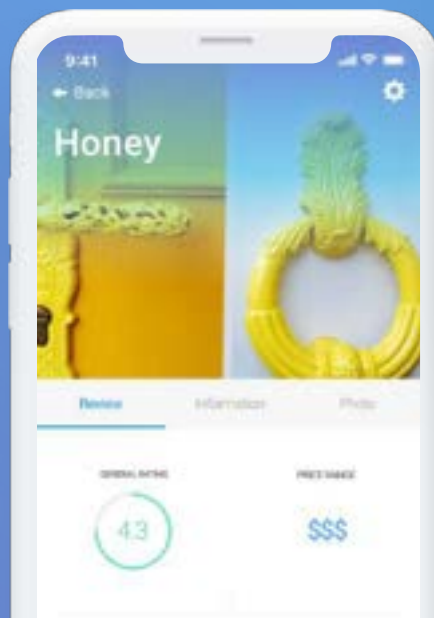 9:41
Back
Honey
Review Information Photo
GENERAL RATING PRICE RANGE
4.3 $$$